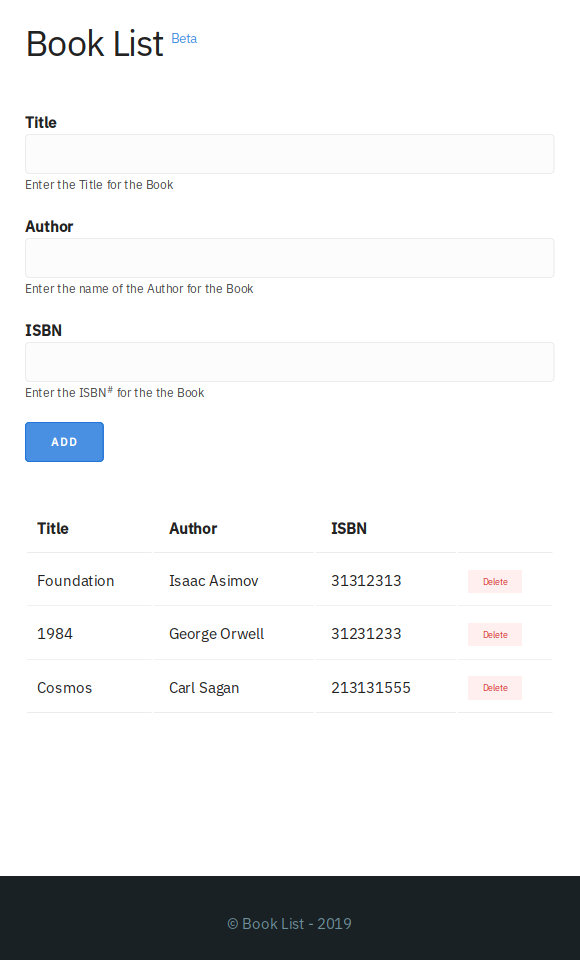 Book List Beta
Title
Enter the Title for the Book
Author
Enter the name of the Author for the Book
ISBN
Enter the ISBN# for the the Book
ADD
Title Author ISBN
Foundation Isaac Asimov 31312313 Delete
1984 George Orwell 31231233 Delete
Cosmos Carl Sagan 213131555 Delete
© Book List - 2019